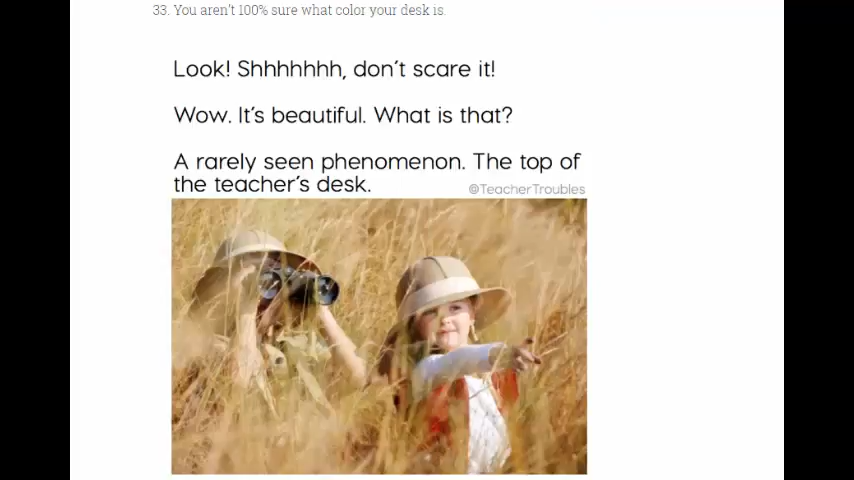 33. You aren't 100% sure what color your desk is.
Look! Shhhhhhh, don't scare it!
Wow. It's beautiful. What is that?
A rarely seen phenomenon. The top of
the teacher's desk.
@TeacherTroubles